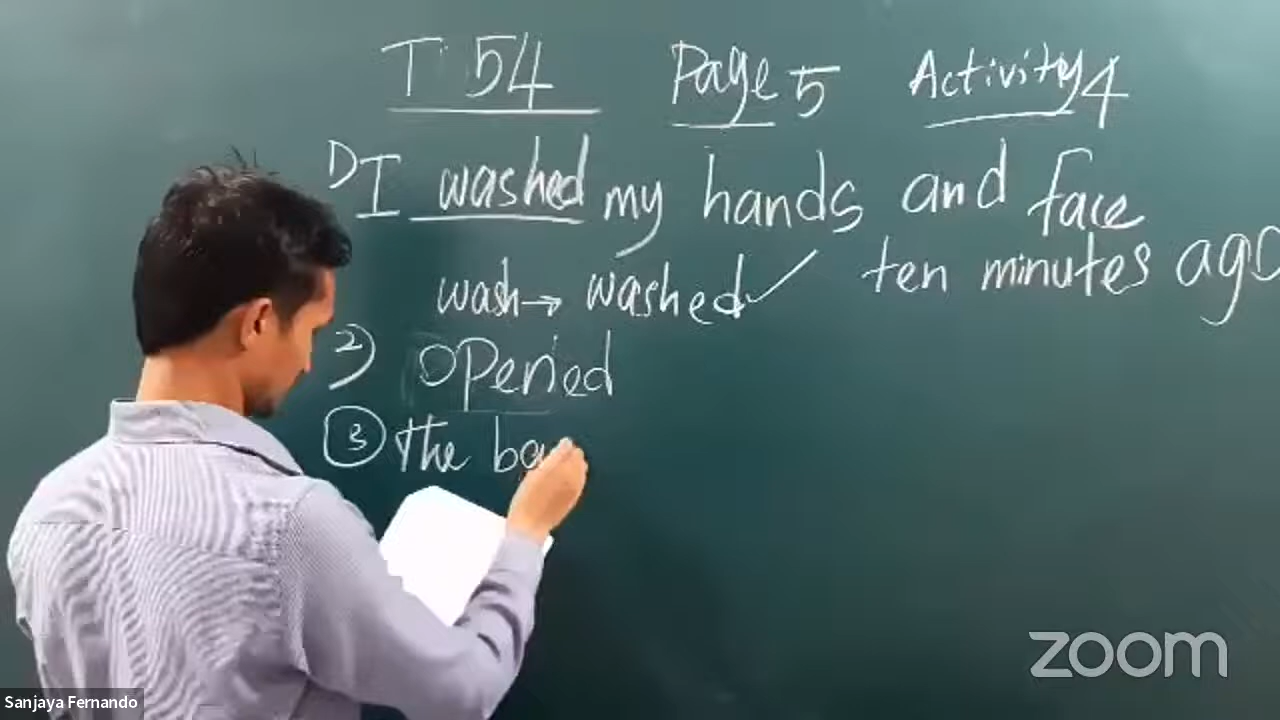 T 54 Page 5 Activity 4
1) I washed my hands and face
ten minutes ago
wash → washed ✓
2) opened
3 The
zoom
Sanjaya Fernando